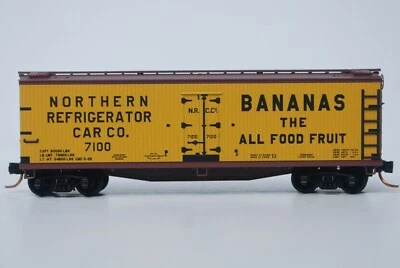 NORTHERN
REFRIGERATOR
CAR CO.
7100
N.R.C.Co.
7100 7100
BANANAS
THE
ALL FOOD FRUIT